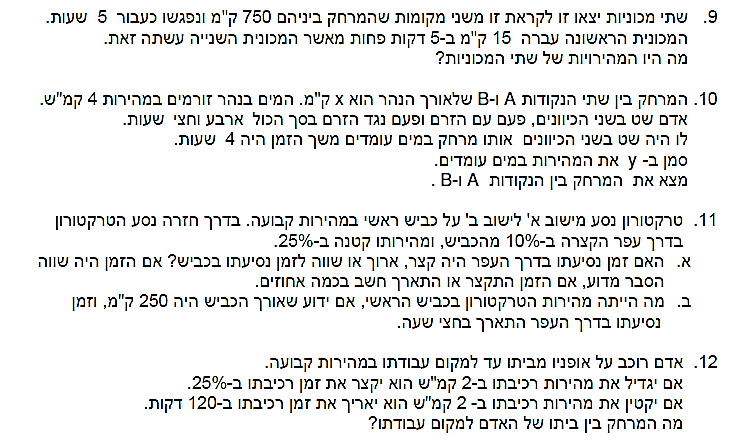 9. שתי מכוניות יצאו זו לקראת זו משני מקומות שהמרחק ביניהם 750 ק"מ ונפגשו כעבור 5 שעות.
המכונית הראשונה עברה 15 ק"מ ב-5 דקות פחות מאשר המכונית השנייה עשתה זאת.
מה היו המהירויות של שתי המכוניות?
10. המרחק בין שתי הנקודות A ו-B שלאורך הנהר הוא x ק"מ. המים בנהר זורמים במהירות 4 קמ"ש.
אדם שט בשני הכיוונים, פעם עם הזרם ופעם נגד הזרם בסך הכול ארבע וחצי שעות.
לו היה שט בשני הכיוונים אותו מרחק במים עומדים משך הזמן היה 4 שעות.
סמן ב- y את המהירות במים עומדים.
מצא את המרחק בין הנקודות A ו-B .
11. טרקטורון נסע מישוב א' לישוב ב' על כביש ראשי במהירות קבועה. בדרך חזרה נסע הטרקטורון
בדרך עפר הקצרה ב-10% מהכביש, ומהירותו קטנה ב-25%.
א. האם זמן נסיעתו בדרך העפר היה קצר, ארוך או שווה לזמן נסיעתו בכביש? אם הזמן היה שווה
הסבר מדוע, אם הזמן התקצר או התארך חשב בכמה אחוזים.
ב. מה הייתה מהירות הטרקטורון בכביש הראשי, אם ידוע שאורך הכביש היה 250 ק"מ, וזמן
נסיעתו בדרך העפר התארך בחצי שעה.
12. אדם רוכב על אופניו מביתו עד למקום עבודתו במהירות קבועה.
אם יגדיל את מהירות רכיבתו ב-2 קמ"ש הוא יקצר את זמן רכיבתו ב-25%.
אם יקטין את מהירות רכיבתו ב- 2 קמ"ש הוא יאריך את זמן רכיבתו ב-120 דקות.
מה המרחק בין ביתו של האדם למקום עבודתו?